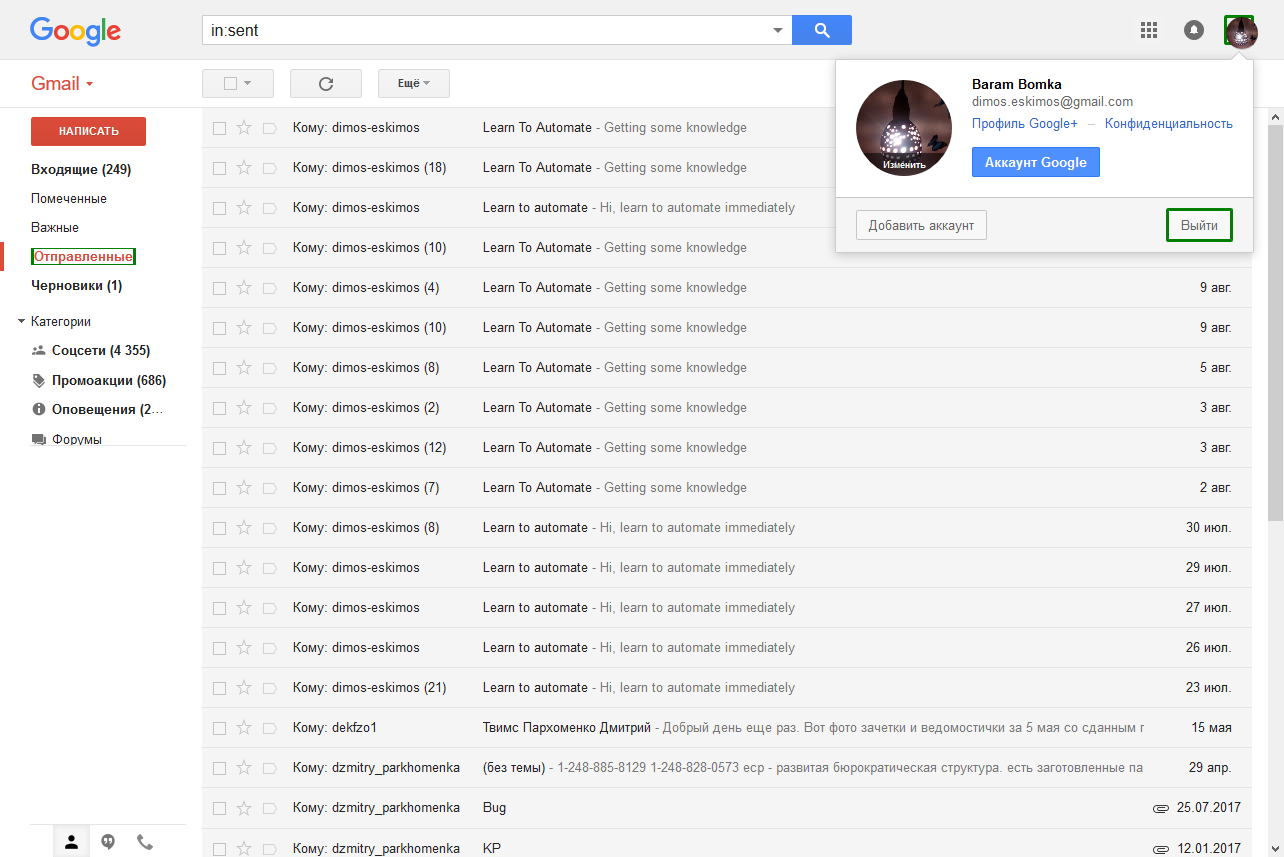 Google
in:sent
Gmail
Ещё
Baram Bomka
dimos.eskimos@gmail.com
Профиль Google+ – Конфиденциальность
Изменить
Аккаунт Google
Добавить аккаунт
Выйти
НАПИСАТЬ
Входящие (249)
Помеченные
Важные
Отправленные
Черновики (1)
Категории
Соцсети (4 355)
Промоакции (686)
Оповещения (2...
Форумы
Кому: dimos-eskimos Learn To Automate - Getting some knowledge
Кому: dimos-eskimos (18) Learn To Automate - Getting some knowledge
Кому: dimos-eskimos Learn to automate - Hi, learn to automate immediately
Кому: dimos-eskimos (10) Learn To Automate - Getting some knowledge
Кому: dimos-eskimos (4) Learn To Automate - Getting some knowledge 9 авг.
Кому: dimos-eskimos (10) Learn To Automate - Getting some knowledge 9 авг.
Кому: dimos-eskimos (8) Learn To Automate - Getting some knowledge 5 авг.
Кому: dimos-eskimos (2) Learn To Automate - Getting some knowledge 3 авг.
Кому: dimos-eskimos (12) Learn To Automate - Getting some knowledge 3 авг.
Кому: dimos-eskimos (7) Learn To Automate - Getting some knowledge 2 авг.
Кому: dimos-eskimos (8) Learn to automate - Hi, learn to automate immediately 30 июл.
Кому: dimos-eskimos Learn to automate - Hi, learn to automate immediately 29 июл.
Кому: dimos-eskimos Learn to automate - Hi, learn to automate immediately 27 июл.
Кому: dimos-eskimos Learn to automate - Hi, learn to automate immediately 26 июл.
Кому: dimos-eskimos (21) Learn to automate - Hi, learn to automate immediately 23 июл.
Кому: dekfzo1 Твимс Пархоменко Дмитрий - Добрый день еще раз. Вот фото зачетки и ведомостички за 5 мая со сданным 15 мая
Кому: dzmitry_parkhomenka (без темы) - 1-248-885-8129 1-248-828-0573 еср - развитая бюрократическая структура. есть заготовленные па 29 апр.
Кому: dzmitry_parkhomenka Bug 25.07.2017
Кому: dzmitry_parkhomenka КР 12.01.2017